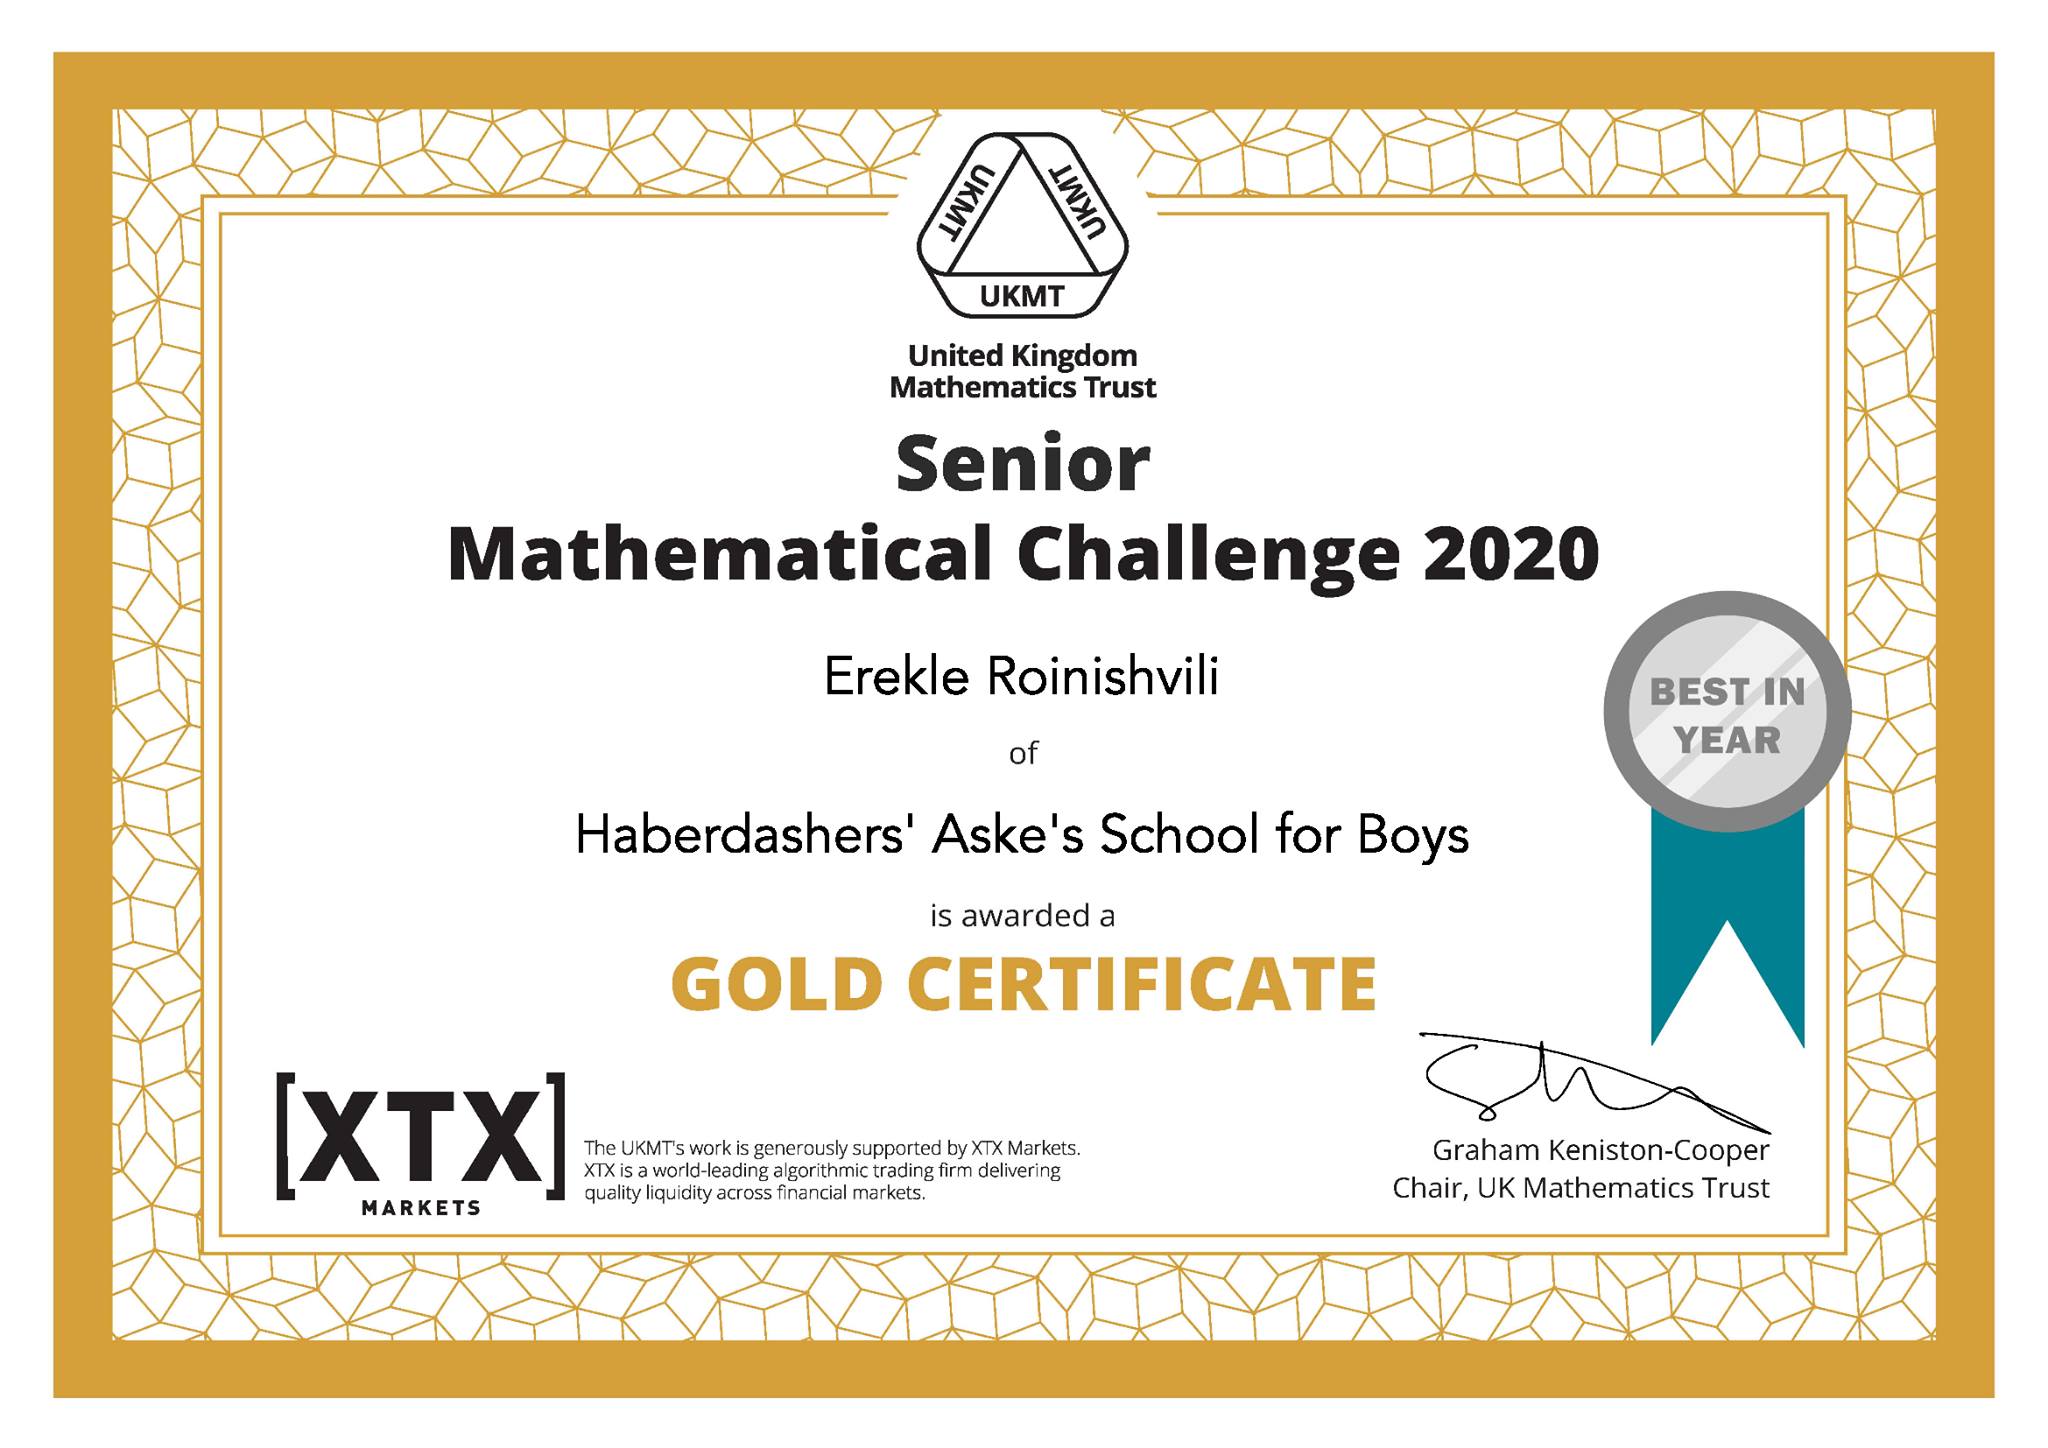 UKMT
UKMT
UKMT
United Kingdom
Mathematics Trust
Senior
Mathematical Challenge 2020
Erekle Roinishvili
of
Haberdashers' Aske's School for Boys
is awarded a
GOLD CERTIFICATE
BEST IN
YEAR
[XTX]
MARKETS
The UKMT's work is generously supported by XTX Markets.
XTX is a world-leading algorithmic trading firm delivering
quality liquidity across financial markets.
Graham Keniston-Cooper
Chair, UK Mathematics Trust